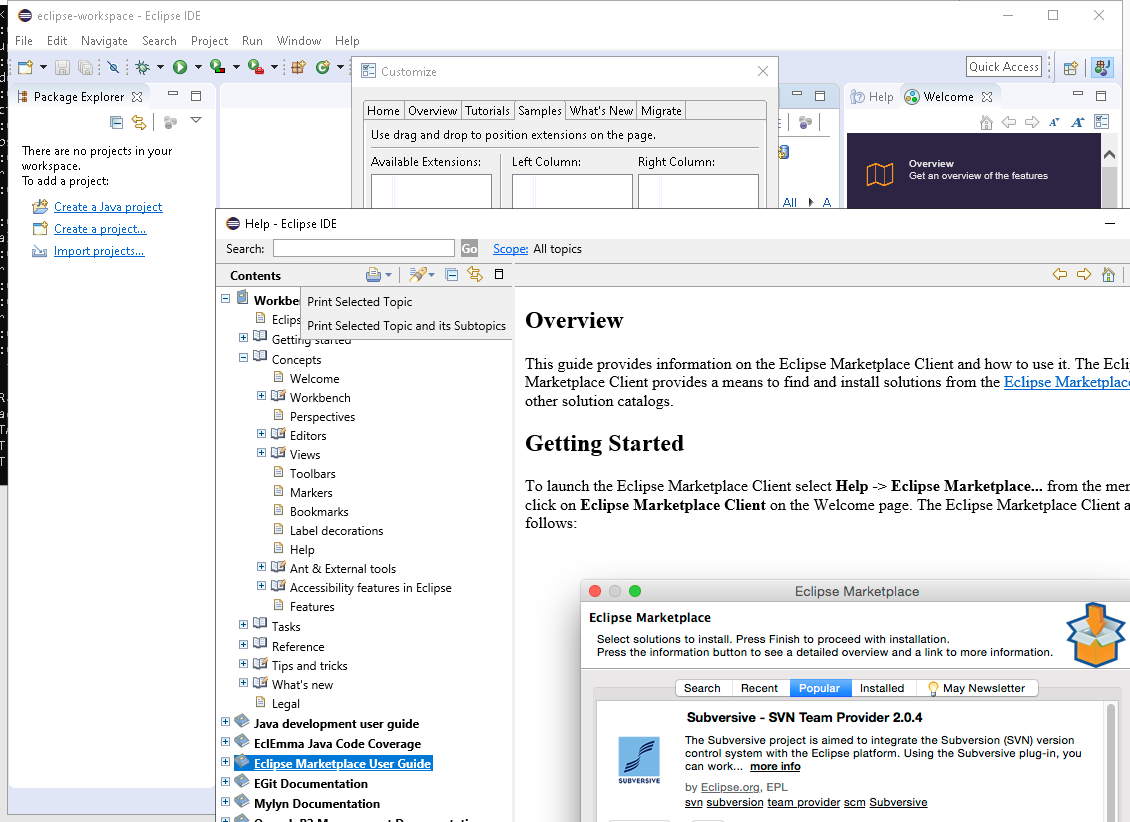 eclipse-workspace - Eclipse IDE
File Edit Navigate Search Project Run Window Help
Quick Access
Customize
Package Explorer
Help Welcome
Home Overview Tutorials Samples What's New Migrate
Use drag and drop to position extensions on the page.
Available Extensions: Left Column: Right Column:
There are no projects in your
workspace.
To add a project:
Create a Java project
Create a project...
Import projects...
All A
Overview
Get an overview of the features
Help - Eclipse IDE
Search: Go Scope: All topics
Contents
Print Selected Topic
Print Selected Topic and its Subtopics
Workben
Eclips
Getting started
Concepts
Welcome
Workbench
Perspectives
Editors
Views
Toolbars
Markers
Bookmarks
Label decorations
Help
Ant & External tools
Accessibility features in Eclipse
Features
Tasks
Reference
Tips and tricks
What's new
Legal
Java development user guide
EclEmma Java Code Coverage
Eclipse Marketplace User Guide
EGit Documentation
Mylyn Documentation
Overview
This guide provides information on the Eclipse Marketplace Client and how to use it. The Ecli
Marketplace Client provides a means to find and install solutions from the Eclipse Marketplac
other solution catalogs.
Getting Started
To launch the Eclipse Marketplace Client select Help -> Eclipse Marketplace... from the men
click on Eclipse Marketplace Client on the Welcome page. The Eclipse Marketplace Client a
follows:
Eclipse Marketplace
Eclipse Marketplace
Select solutions to install. Press Finish to proceed with installation.
Press the information button to see a detailed overview and a link to more information.
Search Recent Popular Installed May Newsletter
Subversive - SVN Team Provider 2.0.4
The Subversive project is aimed to integrate the Subversion (SVN) version
control system with the Eclipse platform. Using the Subversive plug-in, you
can work... more info
SUBVERSIVE
by Eclipse.org, EPL
svn subversion team provider scm Subversive